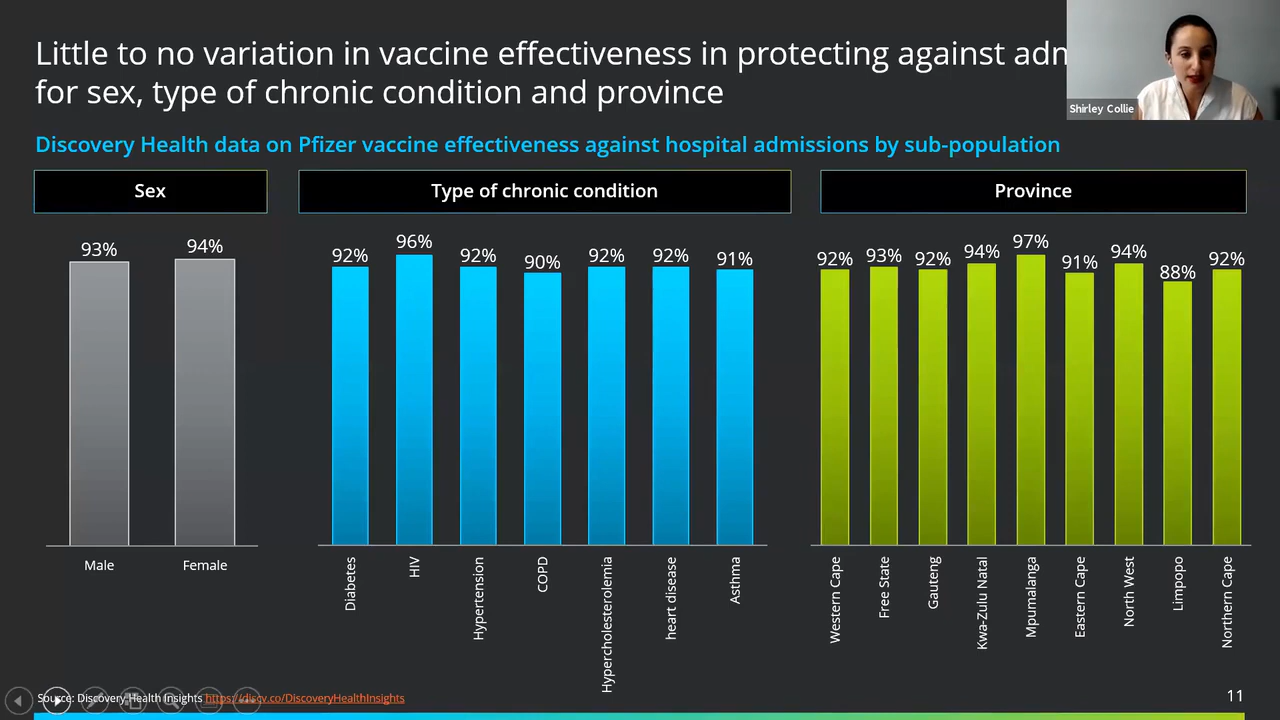 Little to no variation in vaccine effectiveness in protecting against adm
for sex, type of chronic condition and province
Shirley Collie
Discovery Health data on Pfizer vaccine effectiveness against hospital admissions by sub-population
Sex
Type of chronic condition
Province
93%
94%
Male
Female
92%
96%
92%
90%
92%
92%
91%
Diabetes
HIV
Hypertension
COPD
Hypercholesterolemia
heart disease
Asthma
92%
93%
92%
94%
97%
91%
94%
88%
92%
Western Cape
Free State
Gauteng
Kwa-Zulu Natal
Mpumalanga
Eastern Cape
North West
Limpopo
Northern Cape
Source: Discovery Health Insights https://discv.co/DiscoveryHealthInsights
11